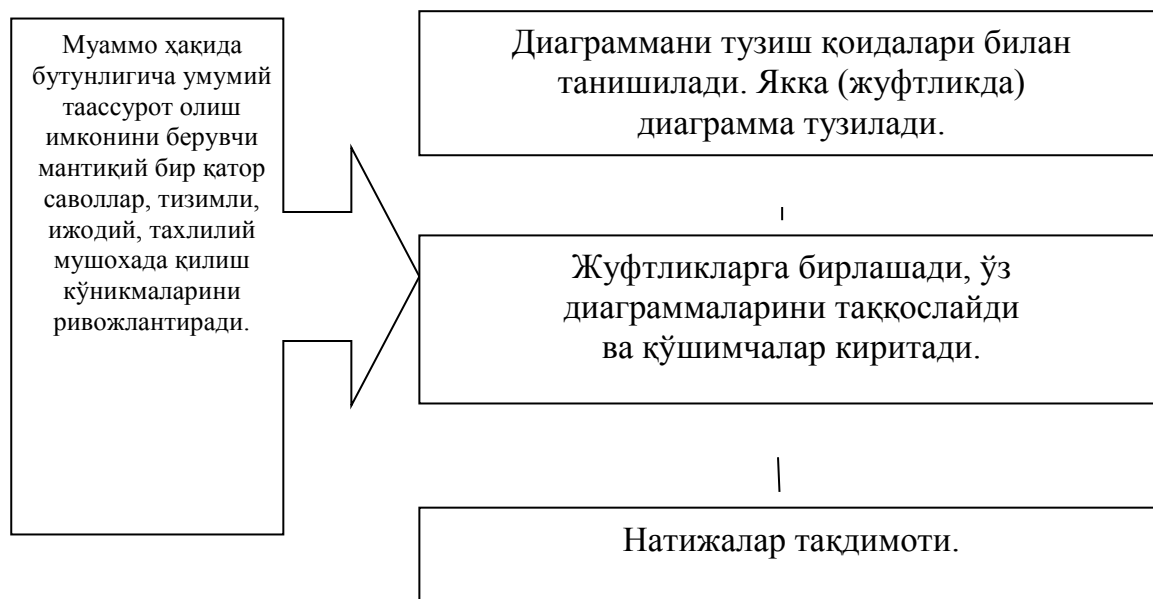 Муаммо ҳақида
бутунлигича умумий
таассурот олиш
имконини берувчи
мантиқий бир қатор
саволлар, тизимли,
ижодий, тахлилий
мушохада қилиш
кўникмаларини
ривожлантиради.
Диаграммани тузиш қоидалари билан
танишилади. Якка (жуфтликда)
диаграмма тузилади.
Жуфтликларга бирлашади, ўз
диаграммаларини таққослайди
ва қўшимчалар киритади.
Натижалар тақдимоти.